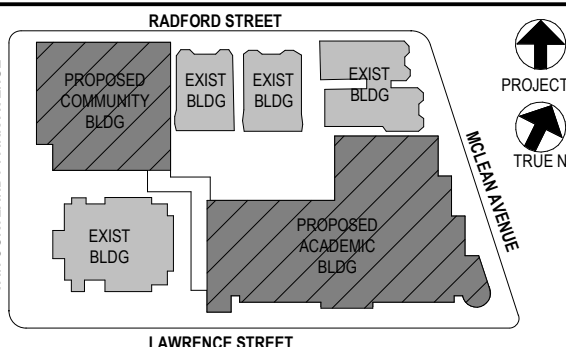 RADFORD STREET
PROPOSED
COMMUNITY
BLDG
EXIST
BLDG
EXIST
BLDG
EXIST
BLDG
PROJECT
TRUE N
MCLEAN AVENUE
EXIST
BLDG
PROPOSED
ACADEMIC
BLDG
LAWRENCE STREET